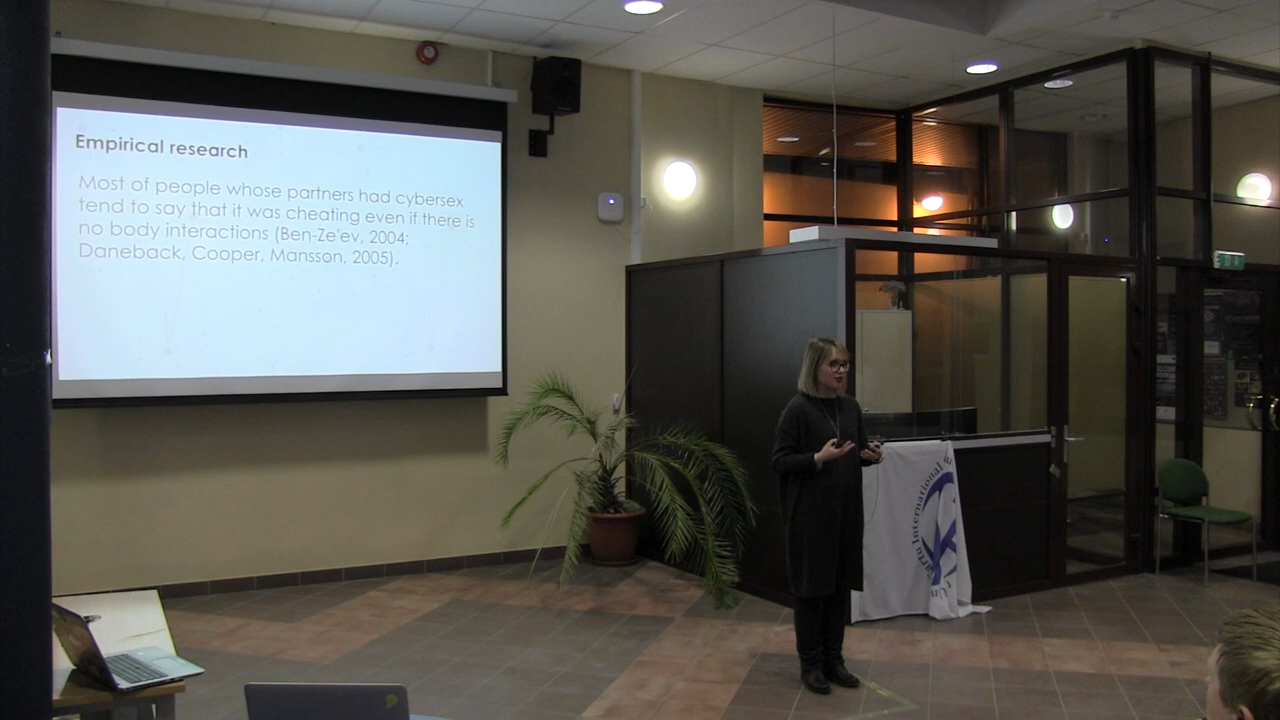 Empirical research
Most of people whose partners had cybersex
tend to say that it was cheating even if there is
no body interactions (Ben-Ze'ev, 2004;
Daneback, Cooper, Mansson, 2005).
International